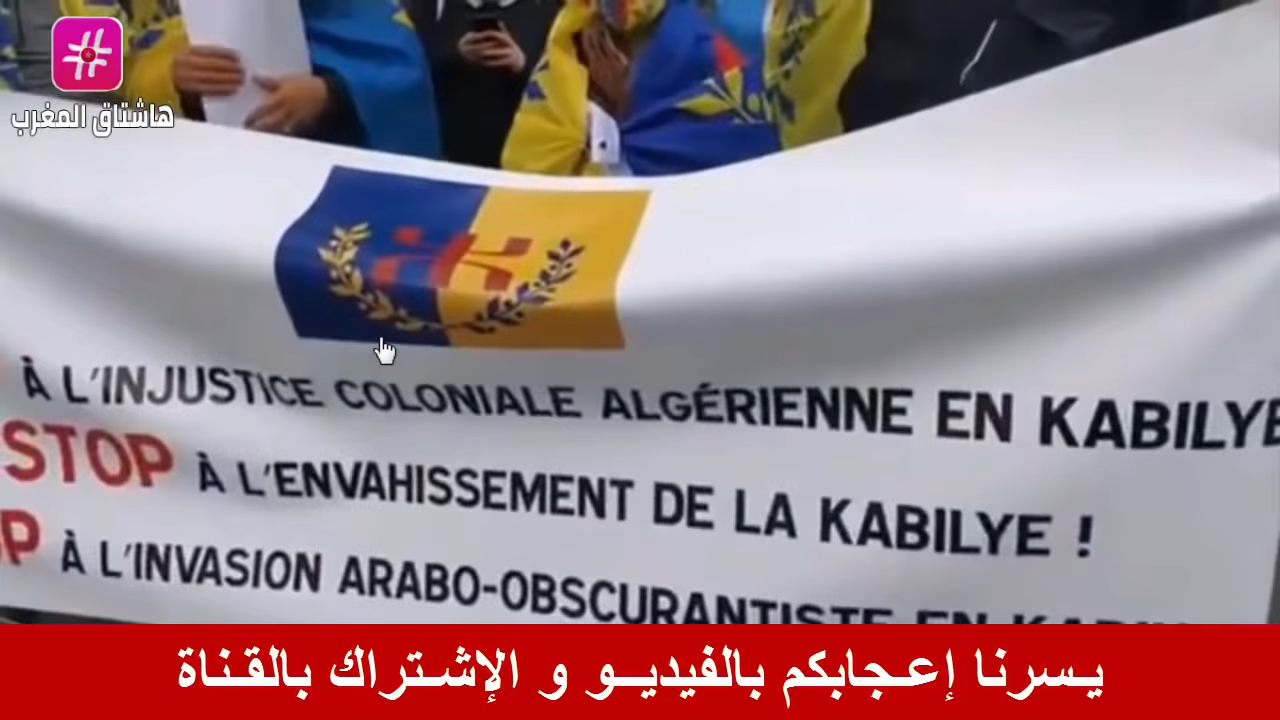 هاشتاق المغرب
À L'INJUSTICE COLONIALE ALGÉRIENNE EN KABILYE
STOP À L'ENVAHISSEMENT DE LA KABILYE !
À L'INVASION ARABO-OBSCURANTISTE EN
يسرنا إعجابكم بالفيديو و الإشتراك بالقناة